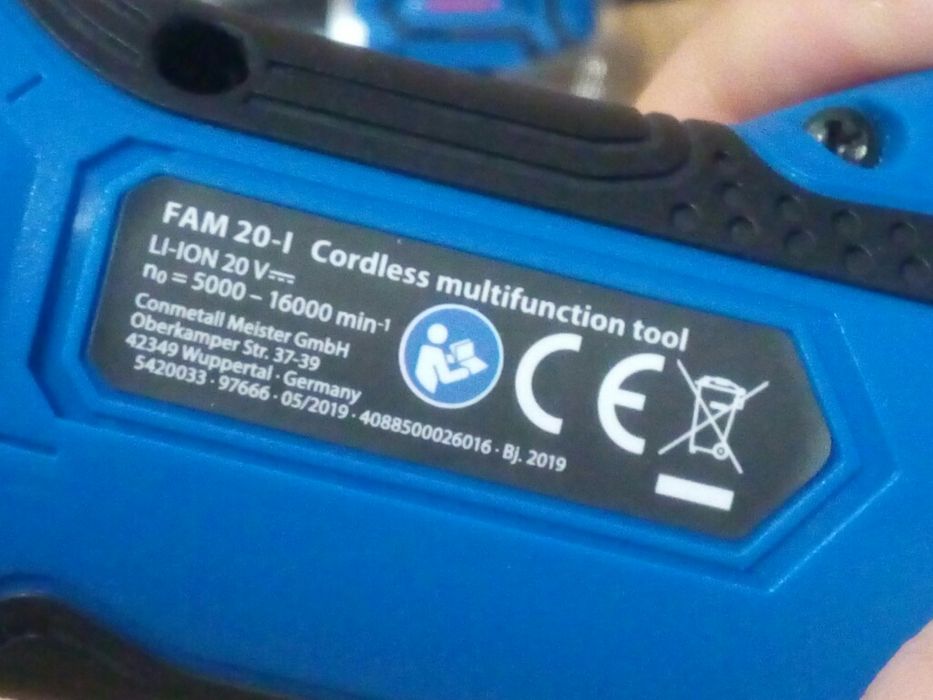 FAM 20-I Cordless multifunction tool
LI-ION 20 V⎓
n₀ = 5000 – 16000 min⁻¹
Conmetall Meister GmbH
Oberkamper Str. 37-39
42349 Wuppertal · Germany
5420033 · 97666 · 05/2019 · 4088500026016 · Bj. 2019
CE